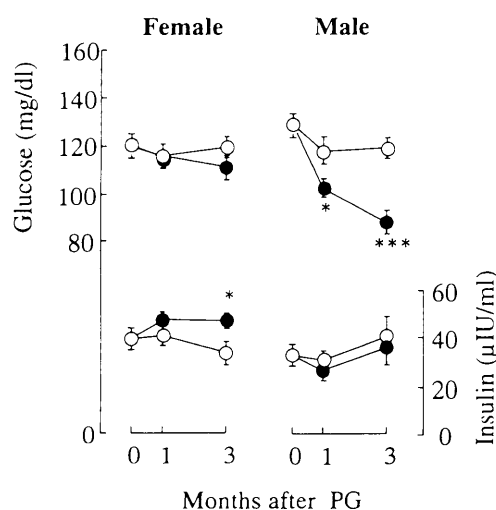 Female Male
Glucose (mg/dl)
160
140
120
100
80
0
*
***
*
60
40
20
0
Insulin (μIU/ml)
0 1 3 0 1 3
Months after PG